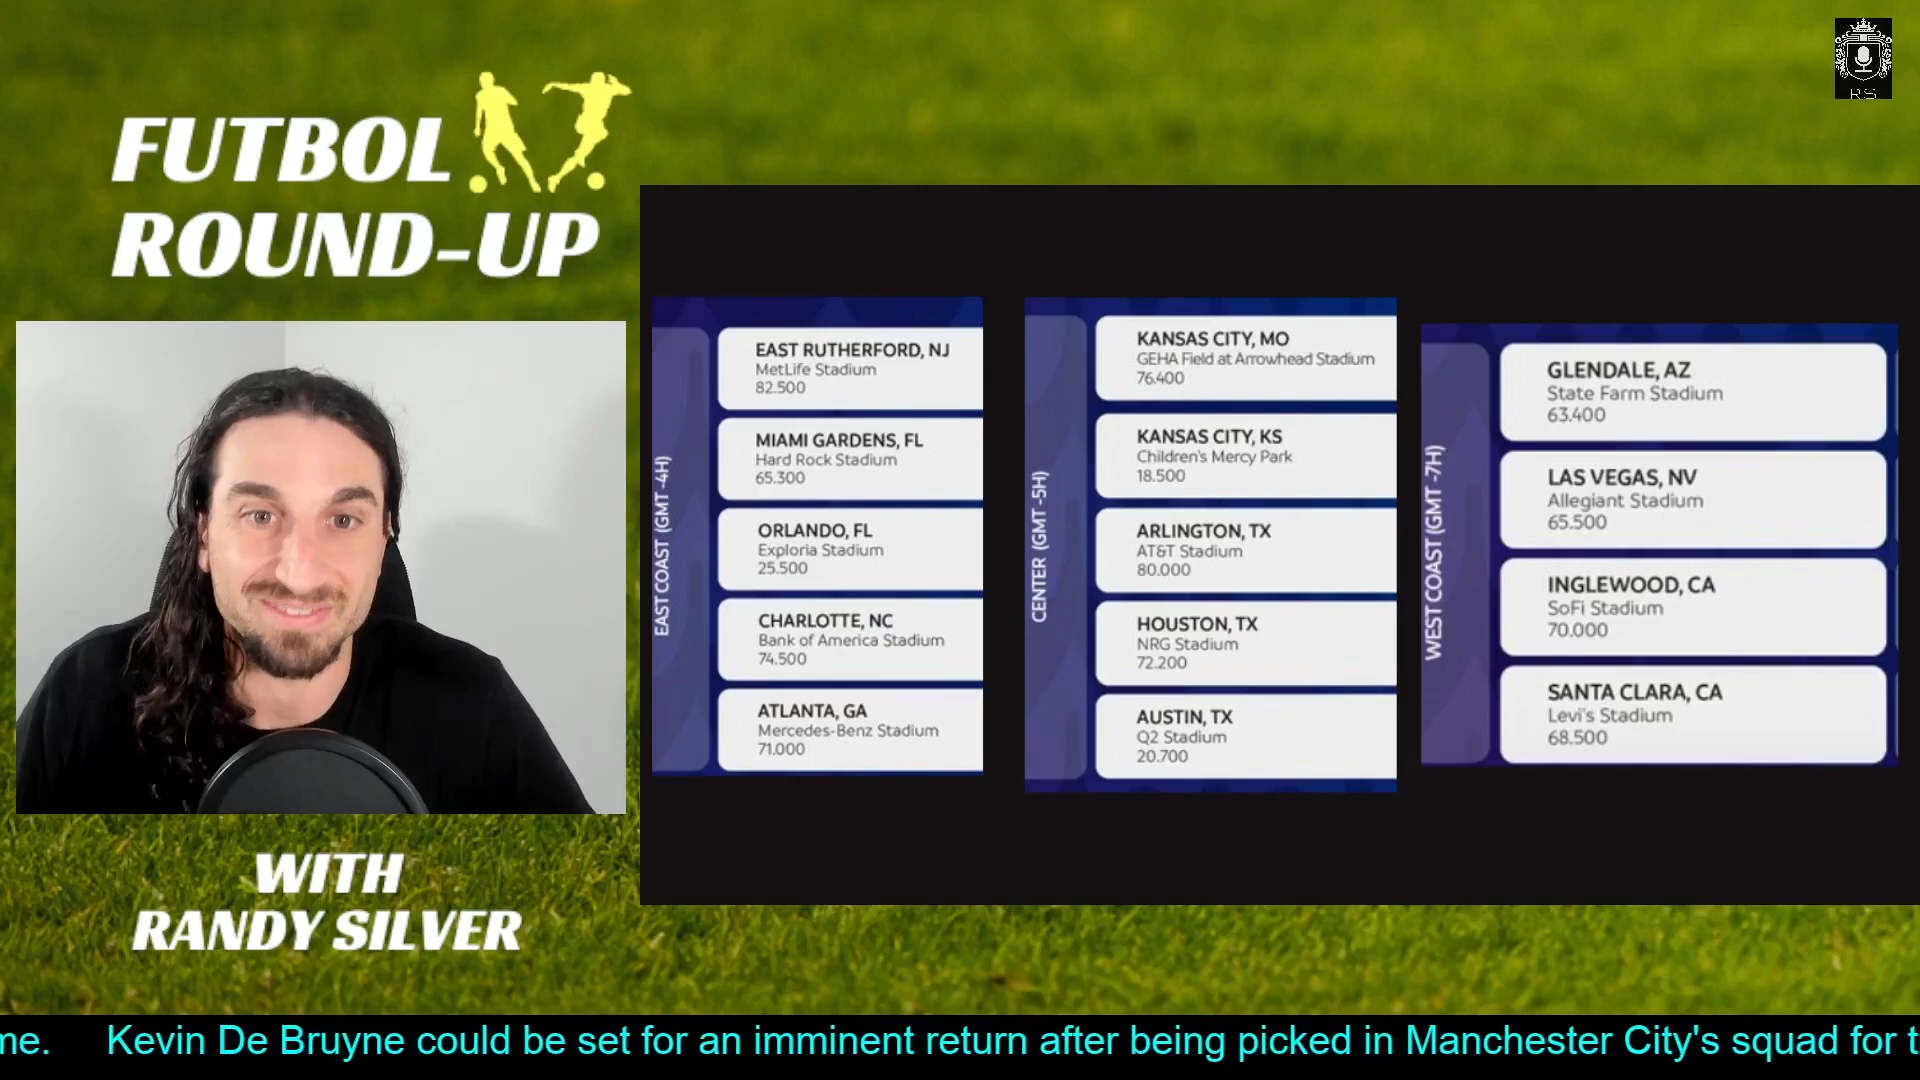 FUTBOL
ROUND-UP
RS
EAST COAST (GMT -4H)
EAST RUTHERFORD, NJ
MetLife Stadium
82.500
MIAMI GARDENS, FL
Hard Rock Stadium
65.300
ORLANDO, FL
Exploria Stadium
25.500
CHARLOTTE, NC
Bank of America Stadium
74.500
ATLANTA, GA
Mercedes-Benz Stadium
71.000
CENTER (GMT -5H)
KANSAS CITY, MO
GEHA Field at Arrowhead Stadium
76.400
KANSAS CITY, KS
Children's Mercy Park
18.500
ARLINGTON, TX
AT&T Stadium
80.000
HOUSTON, TX
NRG Stadium
72.200
AUSTIN, TX
Q2 Stadium
20.700
WEST COAST (GMT -7H)
GLENDALE, AZ
State Farm Stadium
63.400
LAS VEGAS, NV
Allegiant Stadium
65.500
INGLEWOOD, CA
SoFi Stadium
70.000
SANTA CLARA, CA
Levi's Stadium
68.500
WITH
RANDY SILVER
me. Kevin De Bruyne could be set for an imminent return after being picked in Manchester City's squad for t